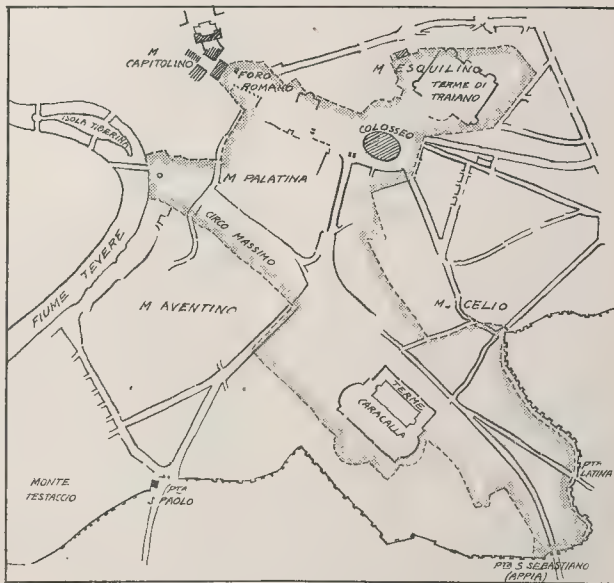 M
CAPITOLINO
FORO
ROMANO
M ESQUILINO
TERME DI
TRAIANO
COLOSSEO
ISOLA TIBERINA
M PALATINA
CIRCO MASSIMO
FIUME TEVERE
M AVENTINO
M. CELIO
TERME
CARACALLA
MONTE
TESTACCIO
PTA
S PAOLO
PTA
LATINA
PTA S SEBASTIANO
(APPIA)